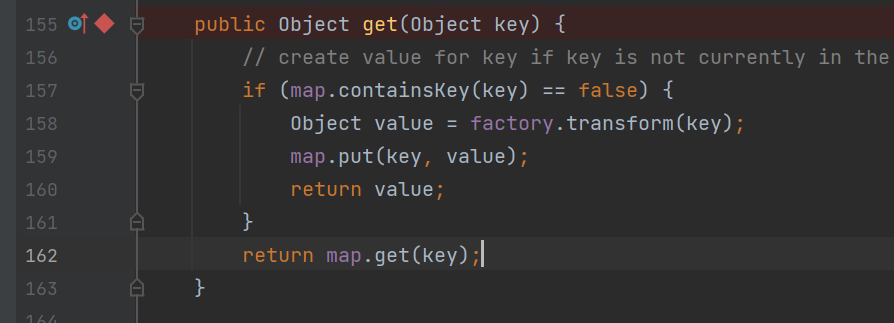 155 public Object get(Object key) {
156 // create value for key if key is not currently in the
157 if (map.containsKey(key) == false) {
158 Object value = factory.transform(key);
159 map.put(key, value);
160 return value;
161 }
162 return map.get(key);
163 }
164